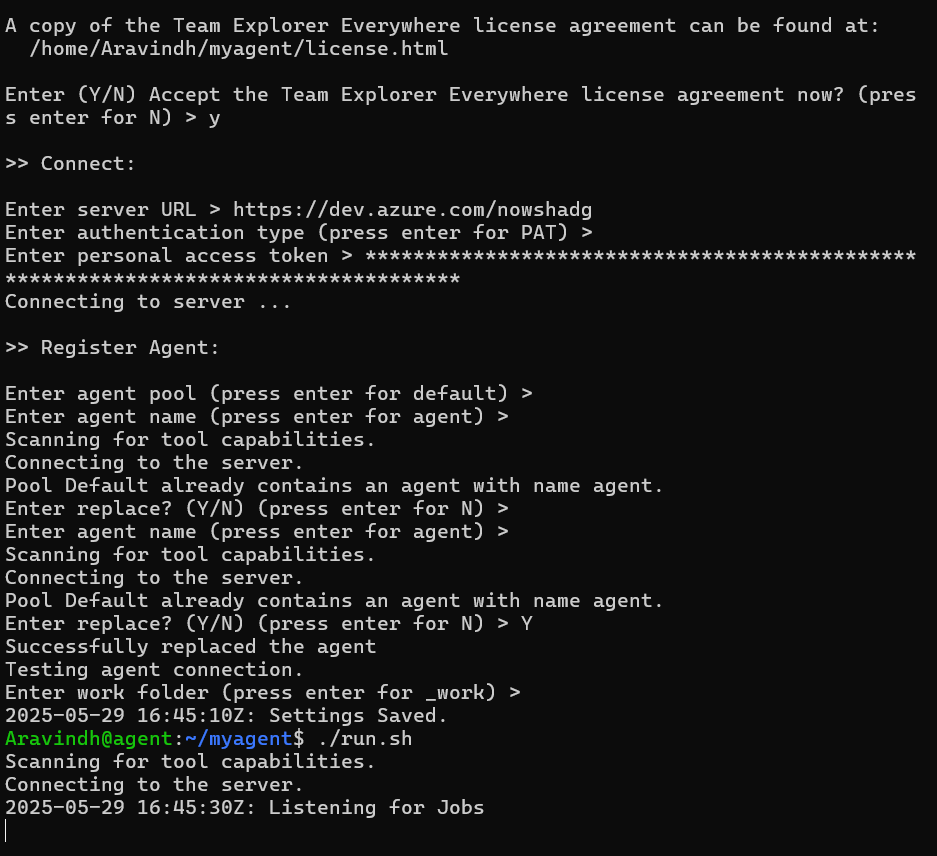 A copy of the Team Explorer Everywhere license agreement can be found at:
  /home/Aravindh/myagent/license.html

Enter (Y/N) Accept the Team Explorer Everywhere license agreement now? (pres
s enter for N) > y

>> Connect:

Enter server URL > https://dev.azure.com/nowshadg
Enter authentication type (press enter for PAT) >
Enter personal access token > **********************************************
**************************************
Connecting to server ...

>> Register Agent:

Enter agent pool (press enter for default) >
Enter agent name (press enter for agent) >
Scanning for tool capabilities.
Connecting to the server.
Pool Default already contains an agent with name agent.
Enter replace? (Y/N) (press enter for N) >
Enter agent name (press enter for agent) >
Scanning for tool capabilities.
Connecting to the server.
Pool Default already contains an agent with name agent.
Enter replace? (Y/N) (press enter for N) > Y
Successfully replaced the agent
Testing agent connection.
Enter work folder (press enter for _work) >
2025-05-29 16:45:10Z: Settings Saved.
Aravindh@agent:~/myagent$ ./run.sh
Scanning for tool capabilities.
Connecting to the server.
2025-05-29 16:45:30Z: Listening for Jobs